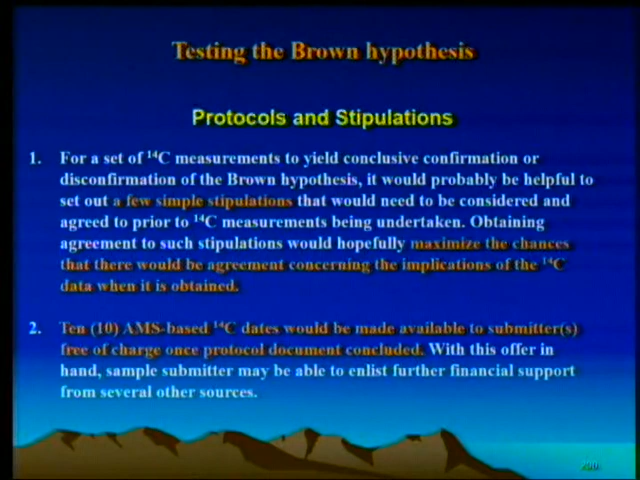 Testing the Brown hypothesis
Protocols and Stipulations
1. For a set of ¹⁴C measurements to yield conclusive confirmation or
disconfirmation of the Brown hypothesis, it would probably be helpful to
set out a few simple stipulations that would need to be considered and
agreed to prior to ¹⁴C measurements being undertaken. Obtaining
agreement to such stipulations would hopefully maximize the chances
that there would be agreement concerning the implications of the ¹⁴C
data when it is obtained.
2. Ten (10) AMS-based ¹⁴C dates would be made available to submitter(s)
free of charge once protocol document concluded. With this offer in
hand, sample submitter may be able to enlist further financial support
from several other sources.